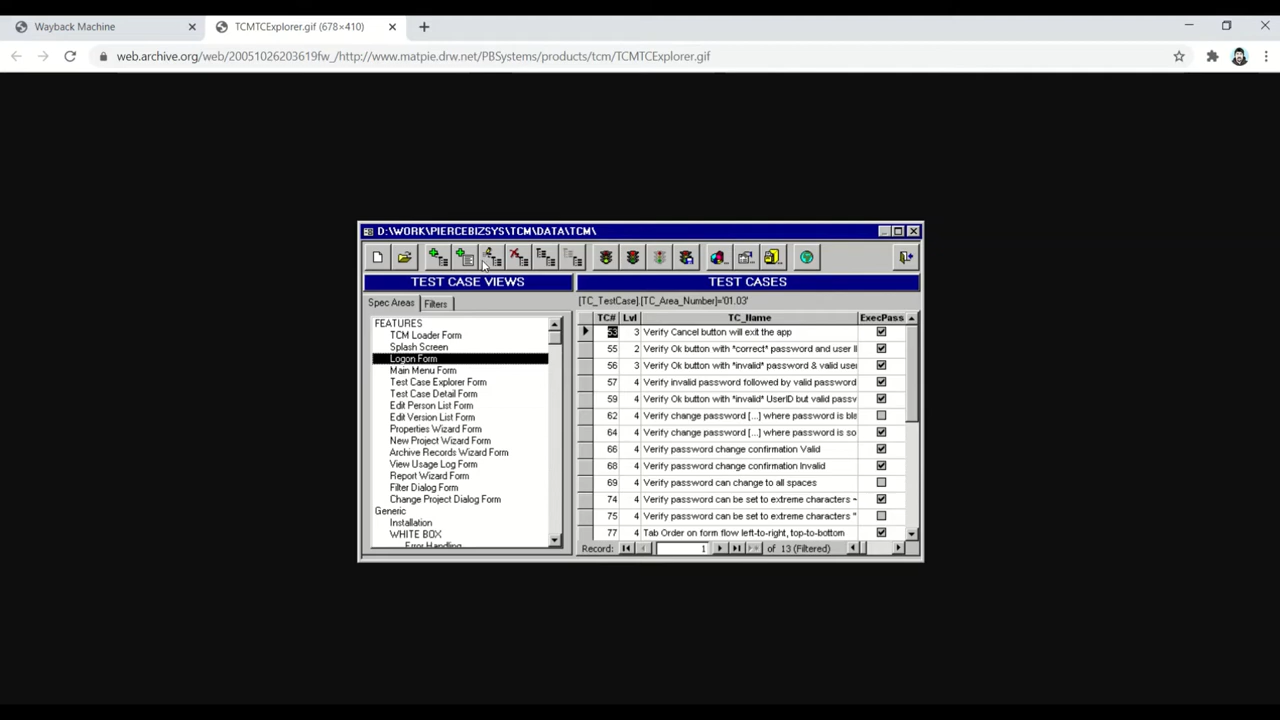 Wayback Machine
TCMTCExplorer.gif (678×410)
web.archive.org/web/20051026203619fw_/http://www.matpie.drw.net/PBSystems/products/tcm/TCMTCExplorer.gif
D:\WORK\PIERCEBIZSYS\TCM\DATA\TCM\
TEST CASE VIEWS
TEST CASES
Spec Areas
Filters
[TC_TestCase].[TC_Area_Number]='01.03'
FEATURES
TCM Loader Form
Splash Screen
Logon Form
Main Menu Form
Test Case Explorer Form
Test Case Detail Form
Edit Person List Form
Edit Version List Form
Properties Wizard Form
New Project Wizard Form
Archive Records Wizard Form
View Usage Log Form
Report Wizard Form
Filter Dialog Form
Change Project Dialog Form
Generic
Installation
WHITE BOX
Error Handling
TC# Lvl TC_Name ExecPass
53 3 Verify Cancel button will exit the app
55 2 Verify Ok button with *correct* password and user I
56 3 Verify Ok button with *invalid* password & valid user
57 4 Verify invalid password followed by valid password
59 4 Verify Ok button with *invalid* UserID but valid passv
62 4 Verify change password [...] where password is bla
64 4 Verify change password [...] where password is so
66 4 Verify password change confirmation Valid
68 4 Verify password change confirmation Invalid
69 4 Verify password can change to all spaces
74 4 Verify password can be set to extreme characters ~
75 4 Verify password can be set to extreme characters "
77 4 Tab Order on form flow left-to-right, top-to-bottom
Record: 1 of 13 (Filtered)